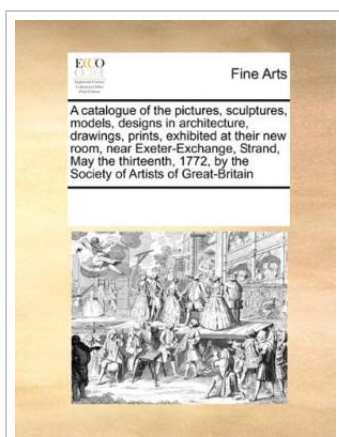 ECCO
Fine Arts
A catalogue of the pictures, sculptures,
models, designs in architecture,
drawings, prints, exhibited at their new
room, near Exeter-Exchange, Strand,
May the thirteenth, 1772, by the
Society of Artists of Great-Britain